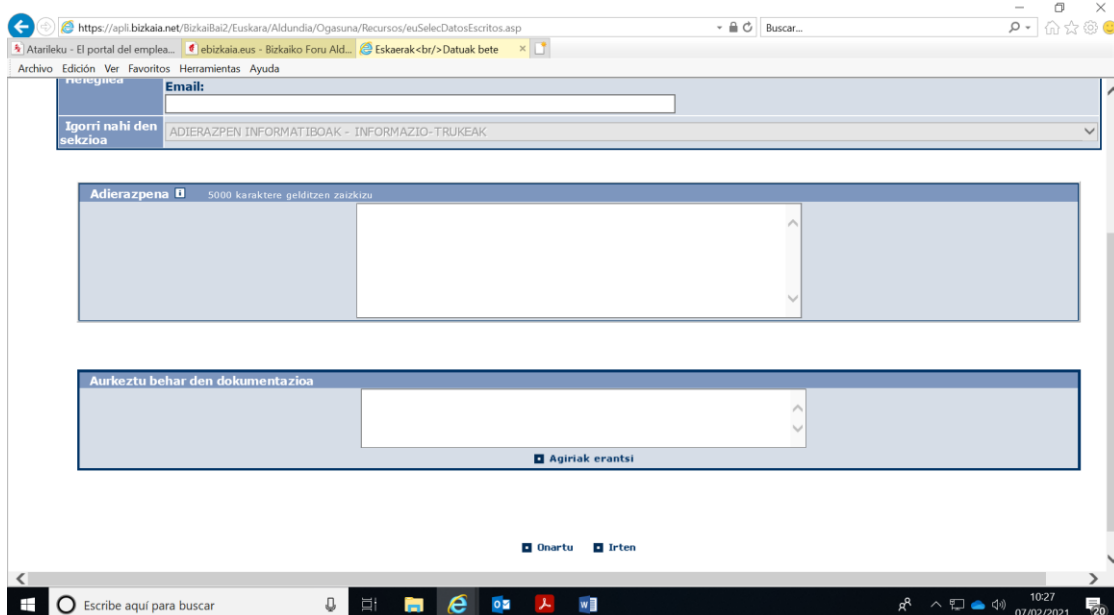 https://apli.bizkaia.net/BizkaiBai2/Euskara/Aldundia/Ogasuna/Recursos/euSelecDatosEscritos.asp
Buscar...
Atarileku - El portal del emplea...
ebizkaia.eus - Bizkaiko Foru Ald...
Eskaerak<br/>Datuak bete
Archivo Edición Ver Favoritos Herramientas Ayuda
Email:
Igorri nahi den
sekzioa
ADIERAZPEN INFORMATIBOAK - INFORMAZIO-TRUKEAK
Adierazpena
5000 karaktere gelditzen zaizkizu
Aurkeztu behar den dokumentazioa
Agiriak erantsi
Onartu
Irten
Escribe aquí para buscar
10:27
07/02/2021
20